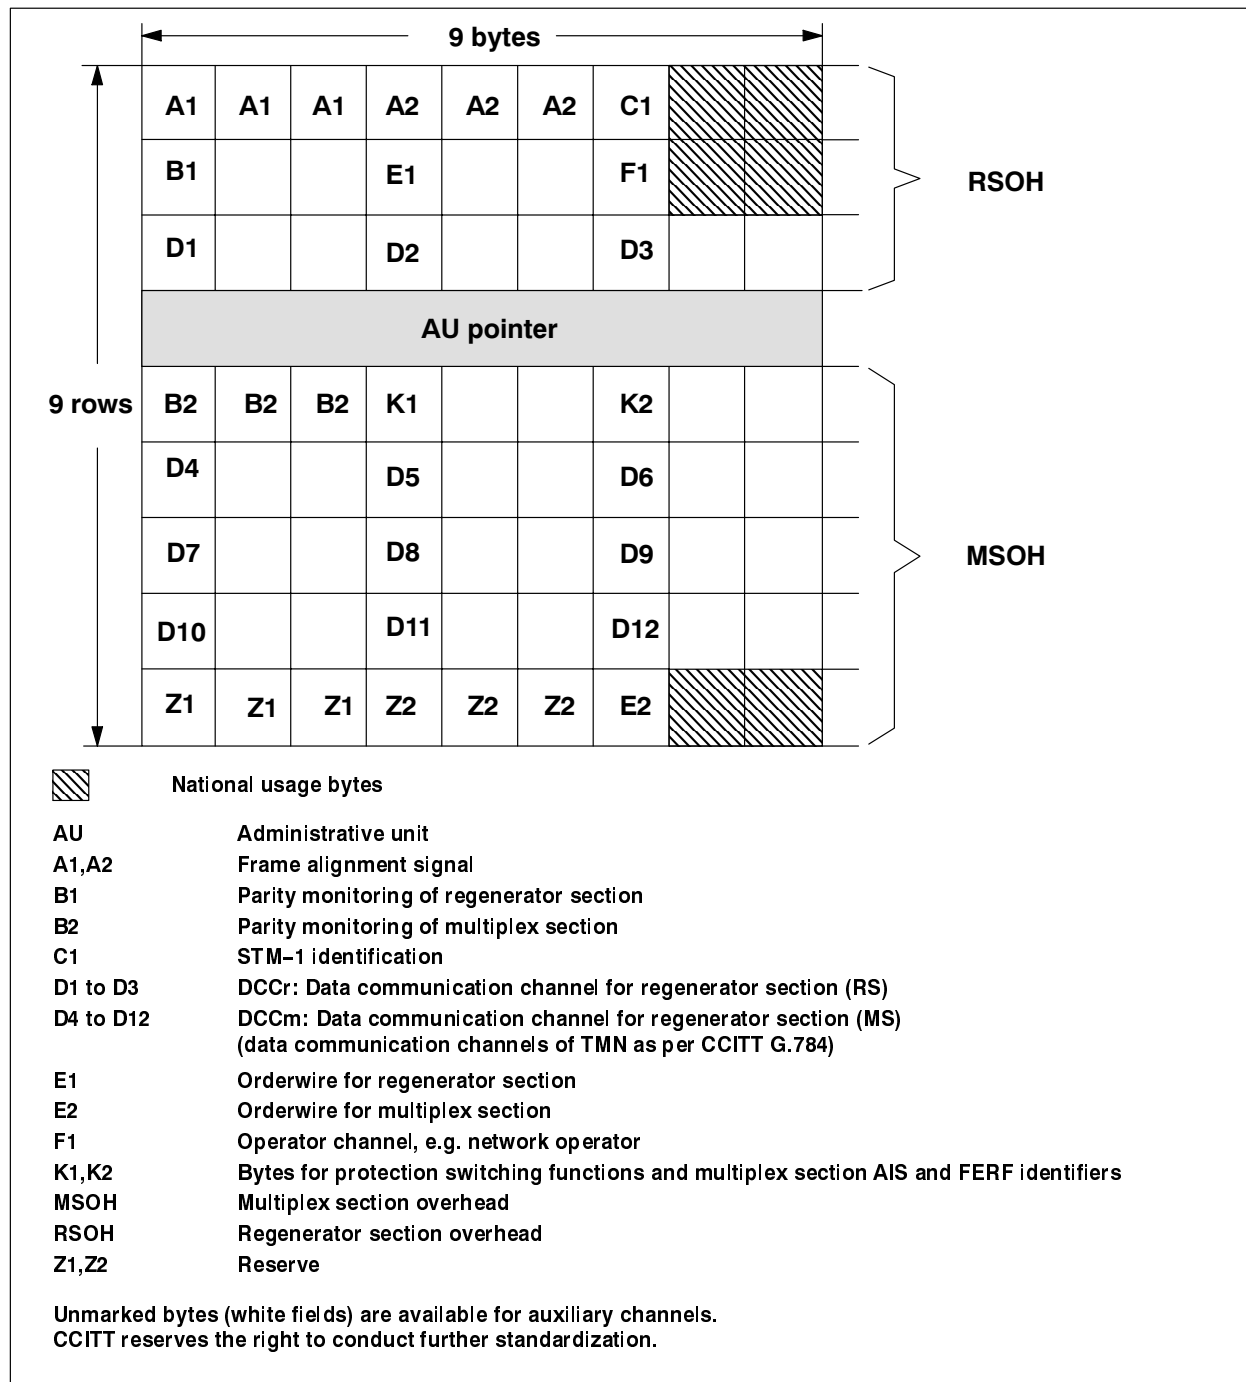 9 bytes
A1 A1 A1 A2 A2 A2 C1
B1 E1 F1
RSOH
D1 D2 D3
AU pointer
9 rows
B2 B2 B2 K1 K2
D4 D5 D6
D7 D8 D9
MSOH
D10 D11 D12
Z1 Z1 Z1 Z2 Z2 Z2 E2
National usage bytes
AU Administrative unit
A1,A2 Frame alignment signal
B1 Parity monitoring of regenerator section
B2 Parity monitoring of multiplex section
C1 STM–1 identification
D1 to D3 DCCr: Data communication channel for regenerator section (RS)
D4 to D12 DCCm: Data communication channel for regenerator section (MS)
(data communication channels of TMN as per CCITT G.784)
E1 Orderwire for regenerator section
E2 Orderwire for multiplex section
F1 Operator channel, e.g. network operator
K1,K2 Bytes for protection switching functions and multiplex section AIS and FERF identifiers
MSOH Multiplex section overhead
RSOH Regenerator section overhead
Z1,Z2 Reserve
Unmarked bytes (white fields) are available for auxiliary channels.
CCITT reserves the right to conduct further standardization.